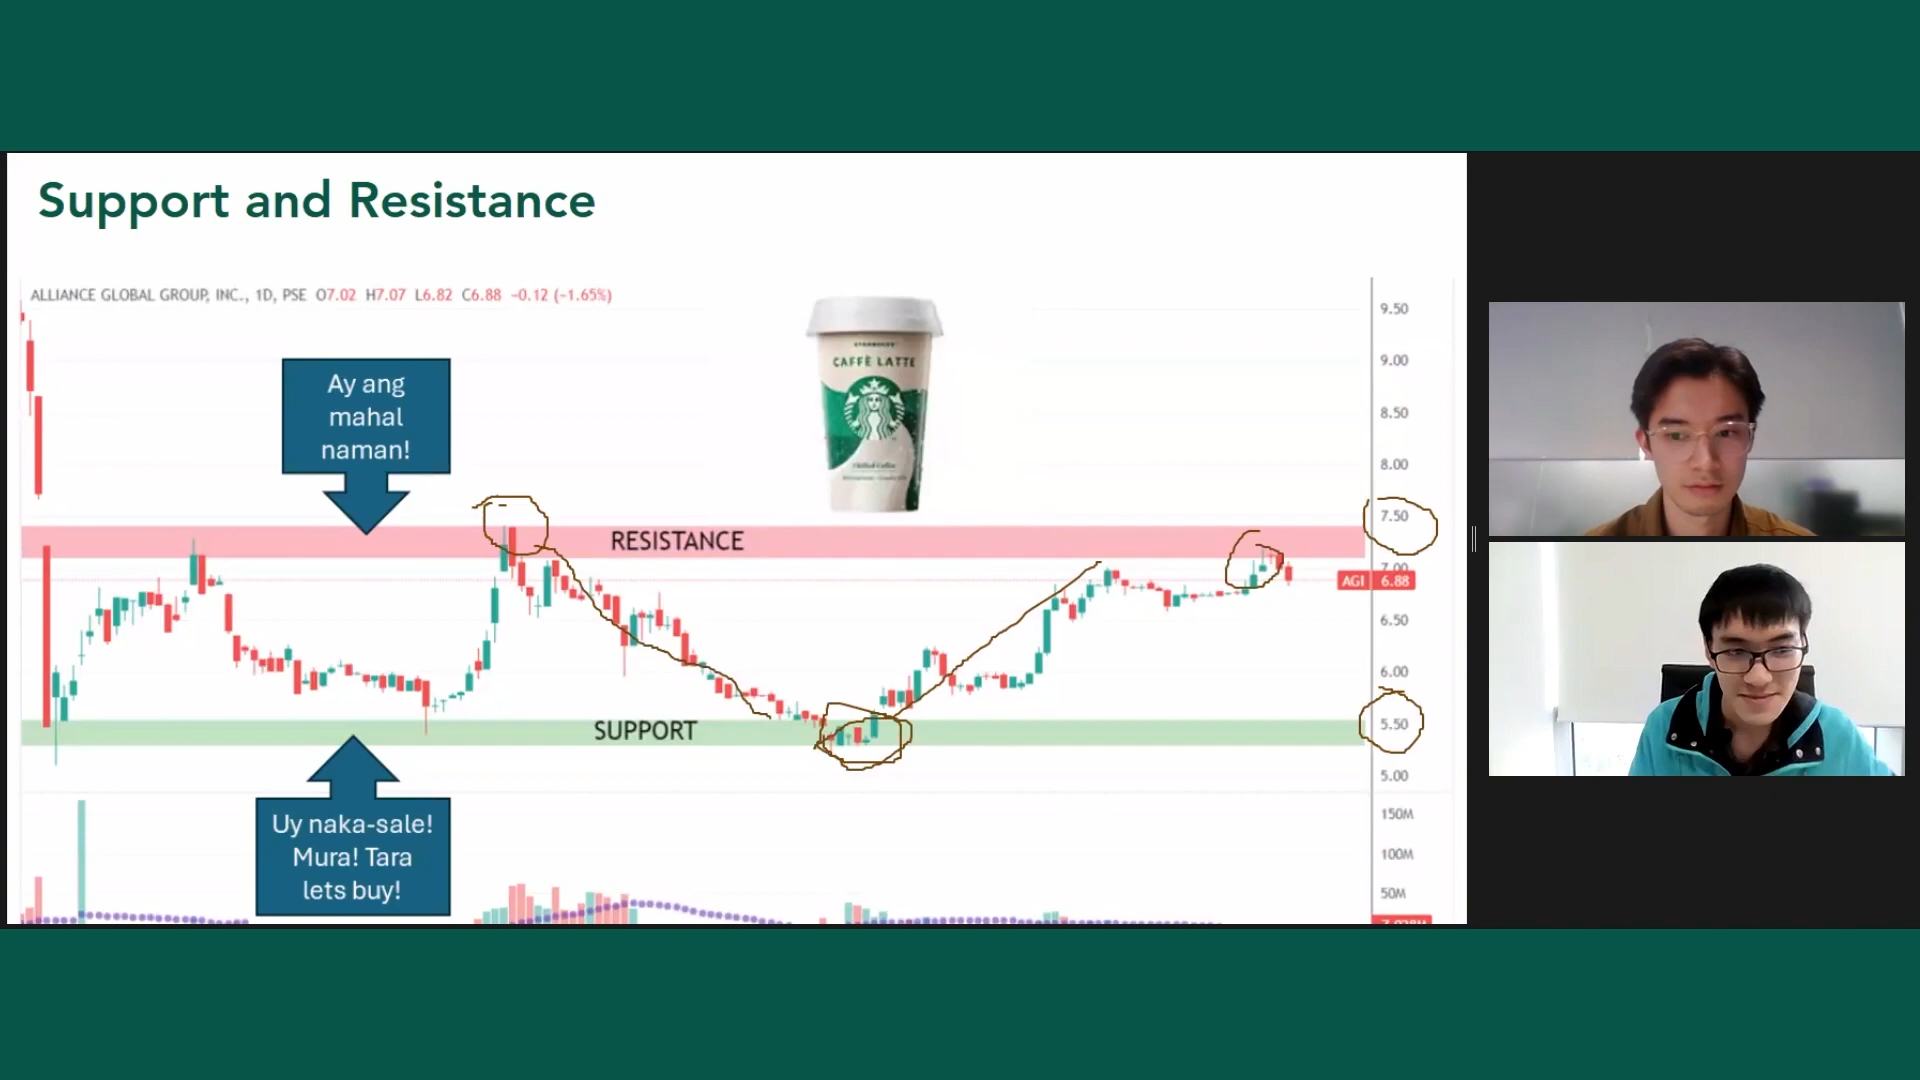 Support and Resistance
ALLIANCE GLOBAL GROUP, INC., 1D, PSE O7.02 H7.07 L6.82 C6.88 −0.12 (−1.65%)
Ay ang
mahal
naman!
CAFFÈ LATTE
9.50
9.00
8.50
8.00
7.50
RESISTANCE
7.00
AGI 6.88
6.50
6.00
SUPPORT
5.50
5.00
Uy naka-sale!
Mura! Tara
lets buy!
150M
100M
50M